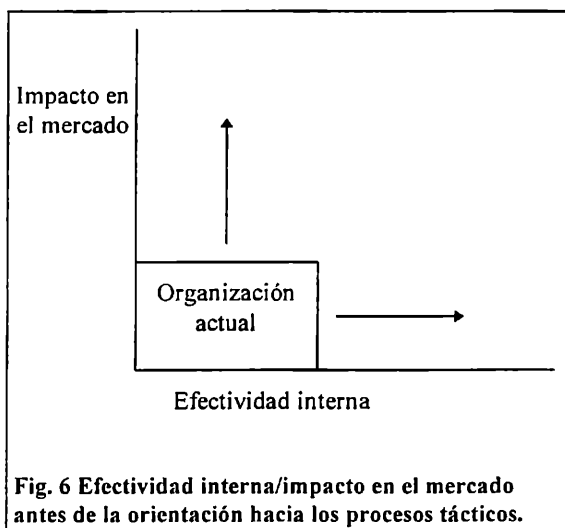 Impacto en
el mercado
Organización
actual
Efectividad interna
Fig. 6 Efectividad interna/impacto en el mercado
antes de la orientación hacia los procesos tácticos.